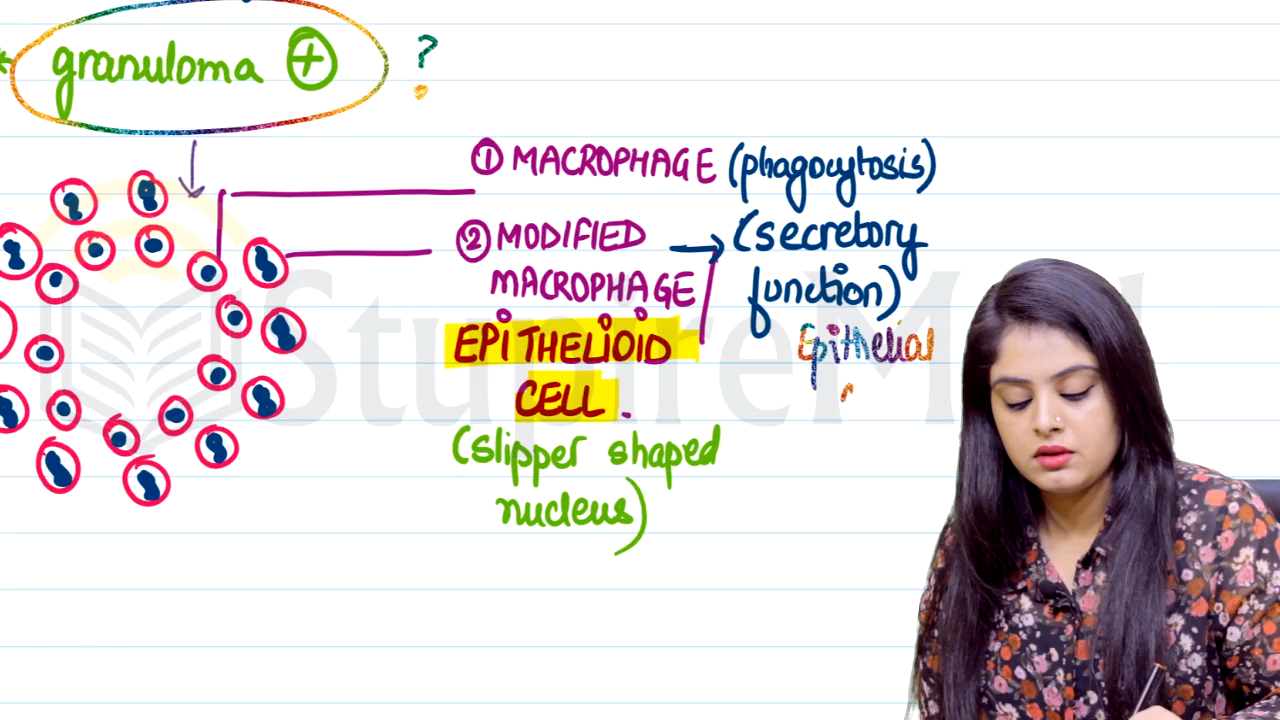 * granuloma + ?
① MACROPHAGE (phagocytosis)
② MODIFIED → (secretory
MACROPHAGE function)
EPITHELIOID Epithelial
CELL.
(slipper shaped
nucleus)